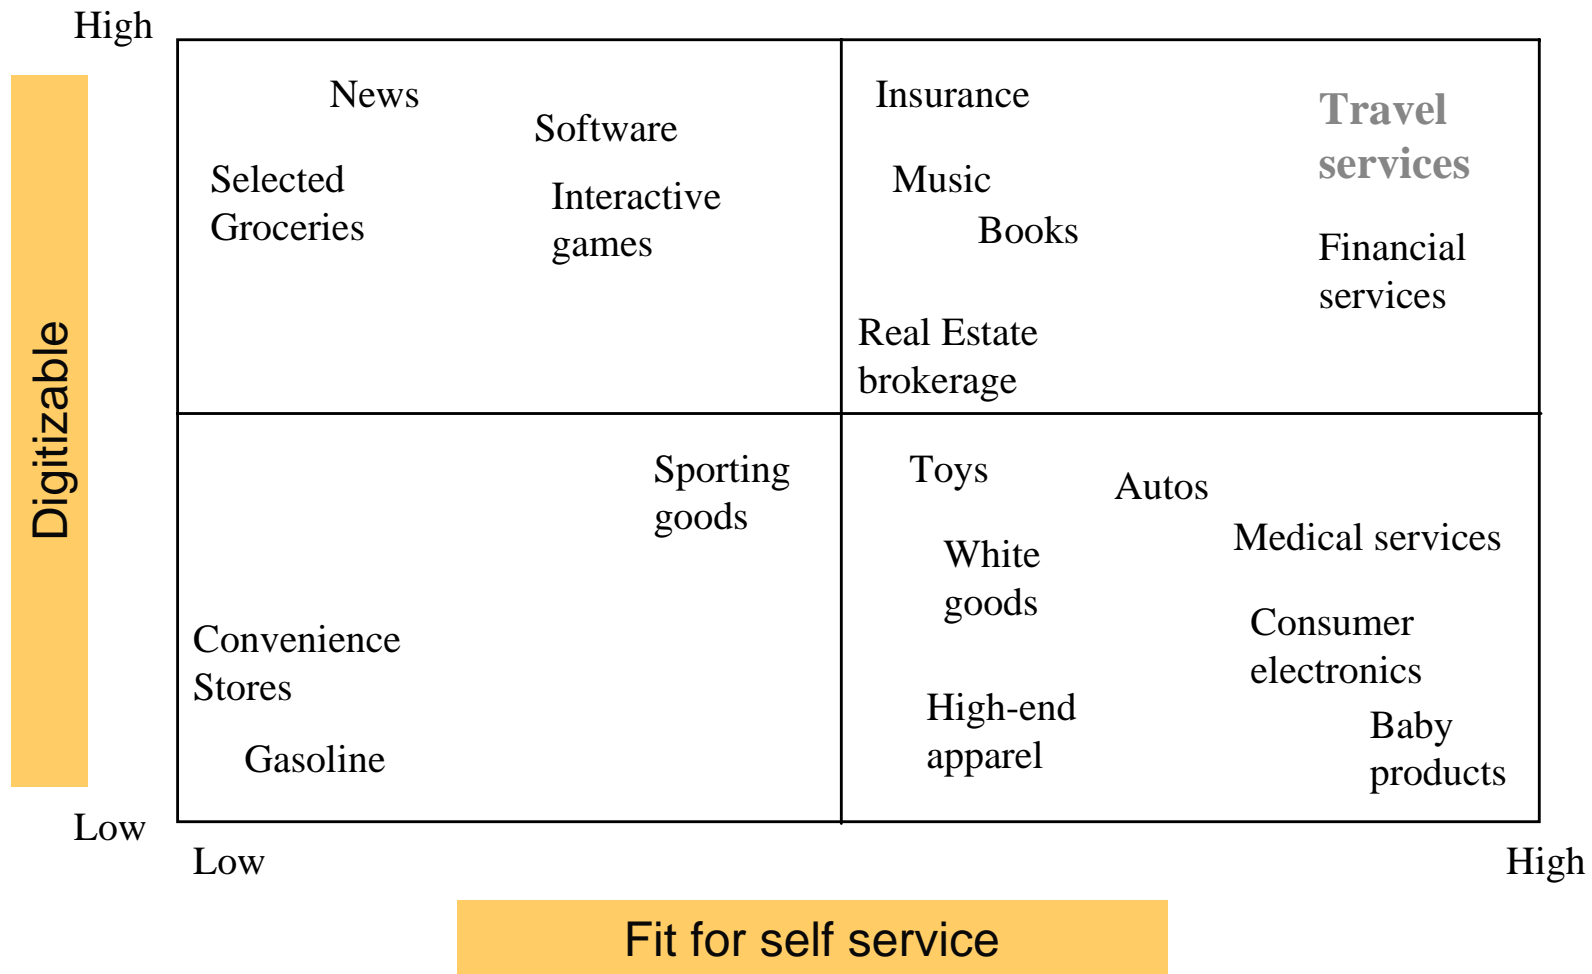 High
News
Software
Selected
Groceries
Interactive
games
Insurance
Music
Books
Travel
services
Financial
services
Real Estate
brokerage
Digitizable
Sporting
goods
Convenience
Stores
Gasoline
Toys
Autos
Medical services
White
goods
Consumer
electronics
High-end
apparel
Baby
products
Low
Low
High
Fit for self service